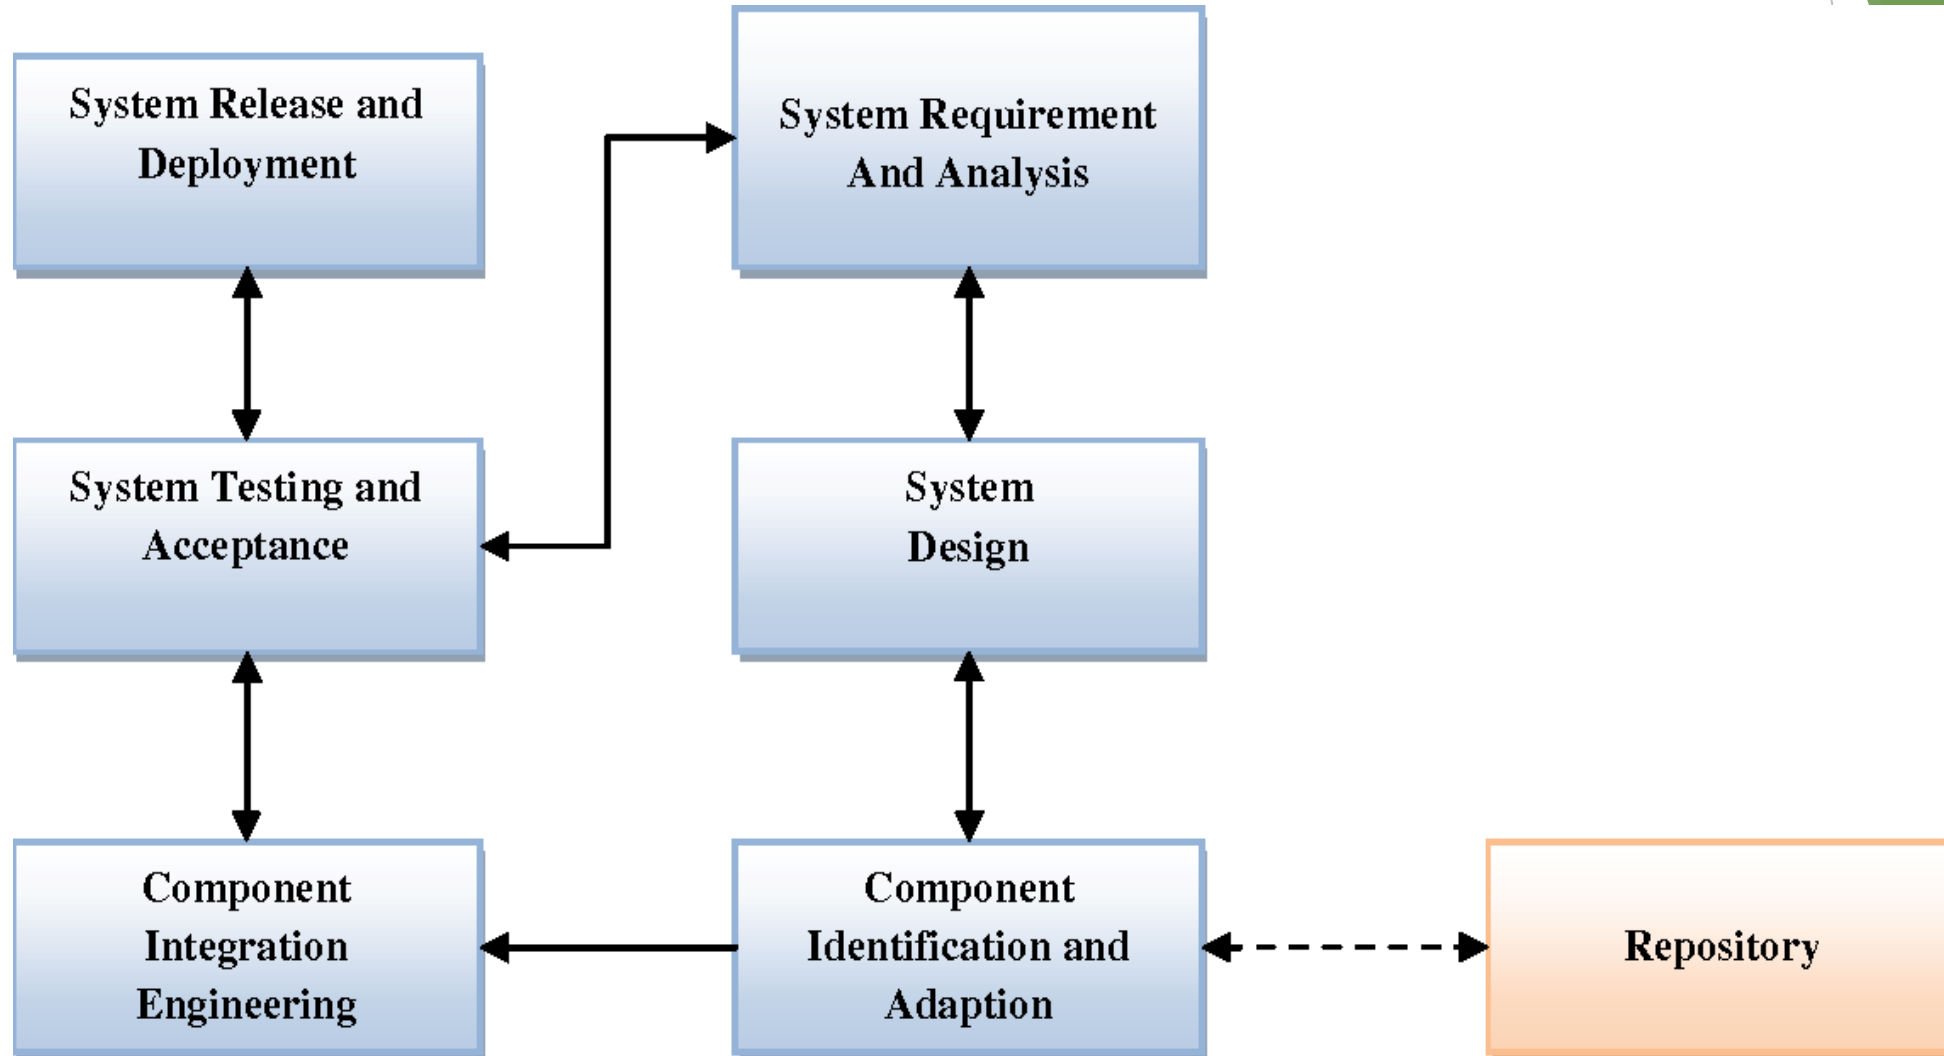 System Release and
Deployment
System Requirement
And Analysis
System Testing and
Acceptance
System
Design
Component
Integration
Engineering
Component
Identification and
Adaption
Repository